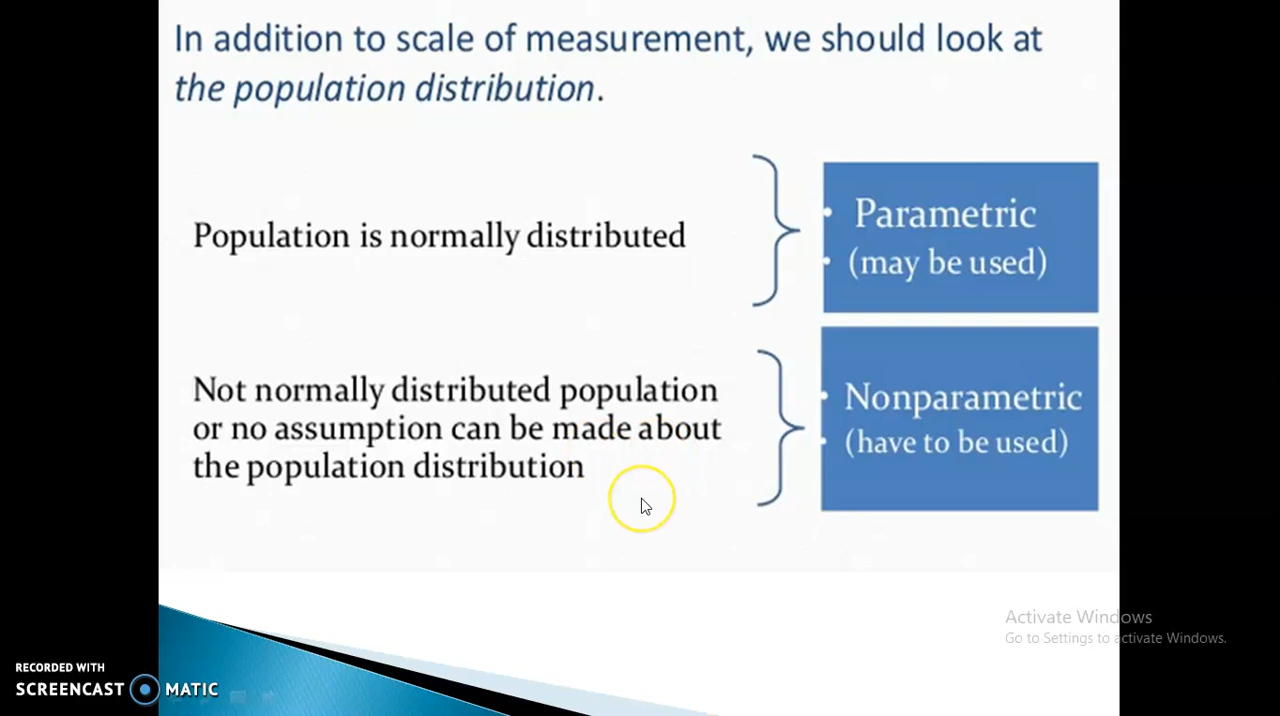 In addition to scale of measurement, we should look at
the population distribution.
Population is normally distributed
• Parametric
• (may be used)
Not normally distributed population
or no assumption can be made about
the population distribution
• Nonparametric
• (have to be used)
Activate Windows
Go to Settings to activate Windows.
RECORDED WITH
SCREENCAST MATIC